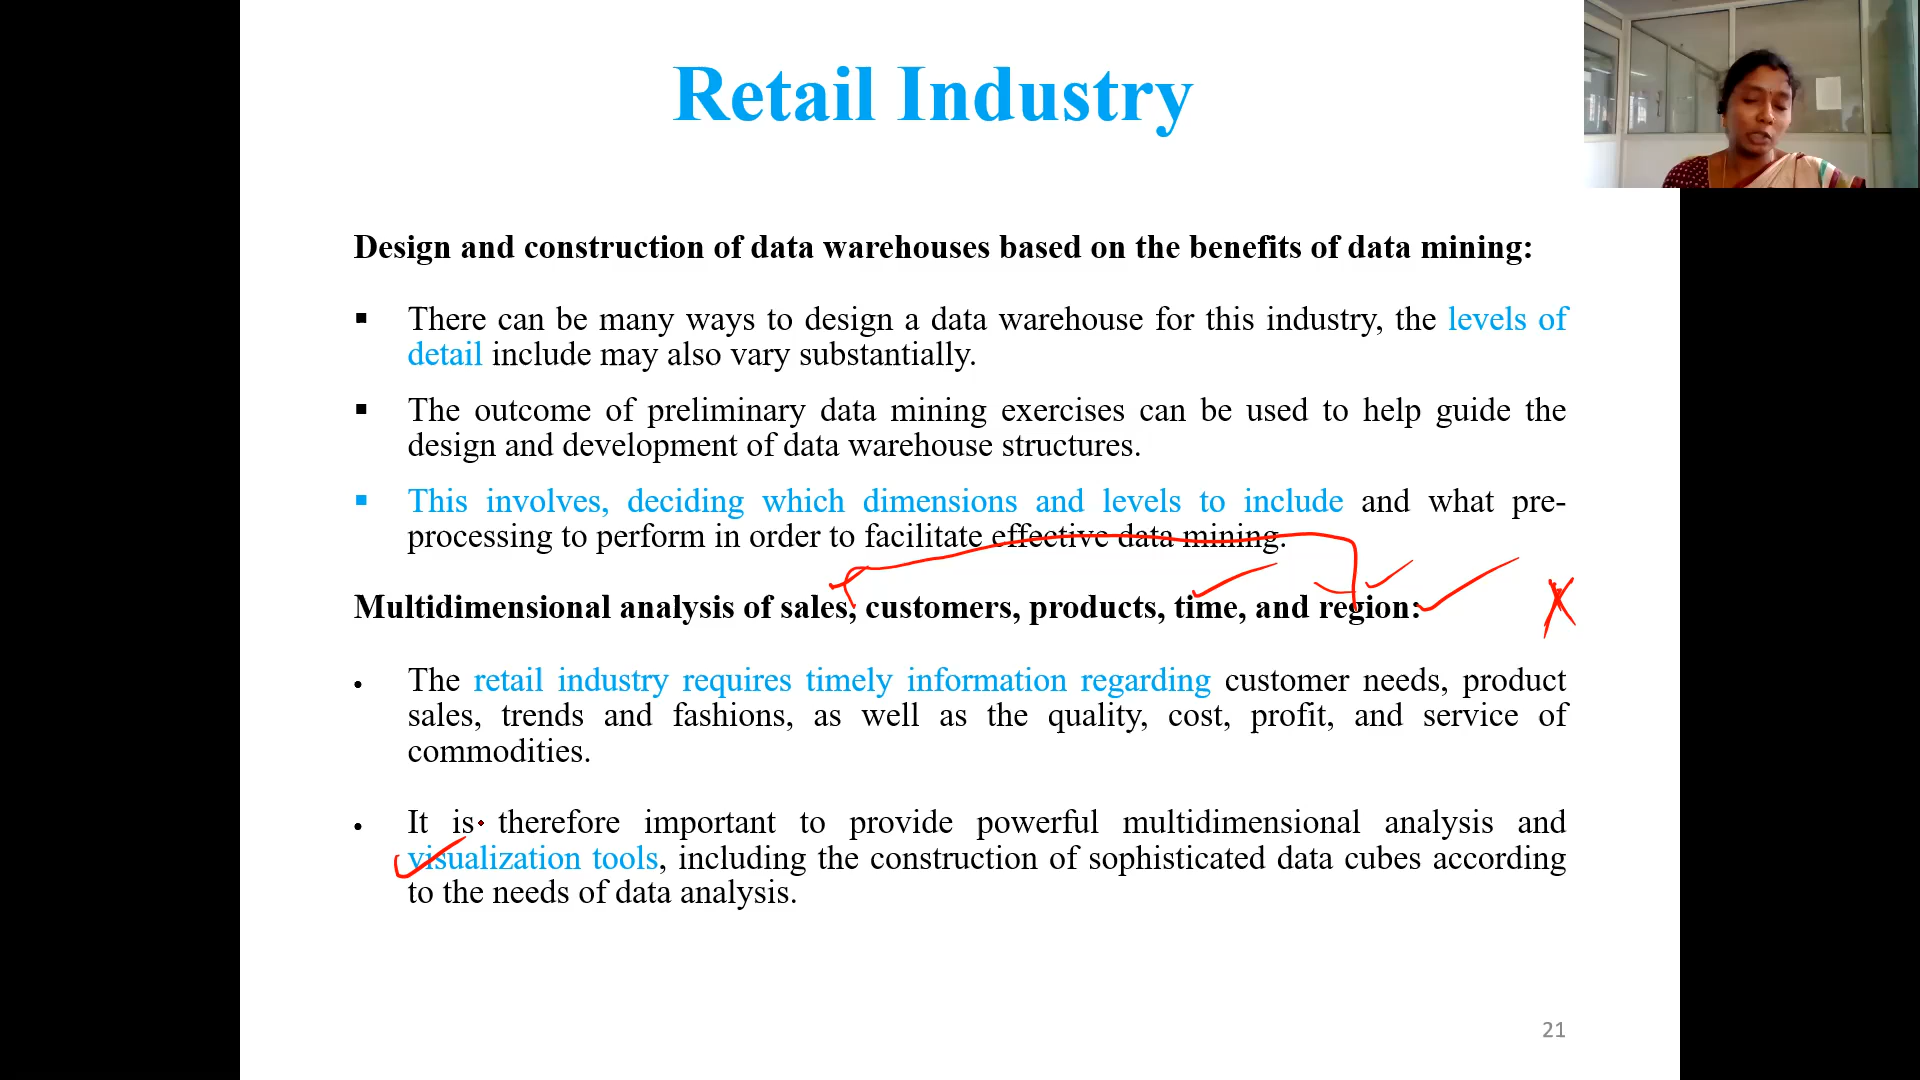 Retail Industry
Design and construction of data warehouses based on the benefits of data mining:
▪ There can be many ways to design a data warehouse for this industry, the levels of
detail include may also vary substantially.
▪ The outcome of preliminary data mining exercises can be used to help guide the
design and development of data warehouse structures.
▪ This involves, deciding which dimensions and levels to include and what pre-
processing to perform in order to facilitate effective data mining.
Multidimensional analysis of sales, customers, products, time, and region:
• The retail industry requires timely information regarding customer needs, product
sales, trends and fashions, as well as the quality, cost, profit, and service of
commodities.
• It is therefore important to provide powerful multidimensional analysis and
visualization tools, including the construction of sophisticated data cubes according
to the needs of data analysis.
21